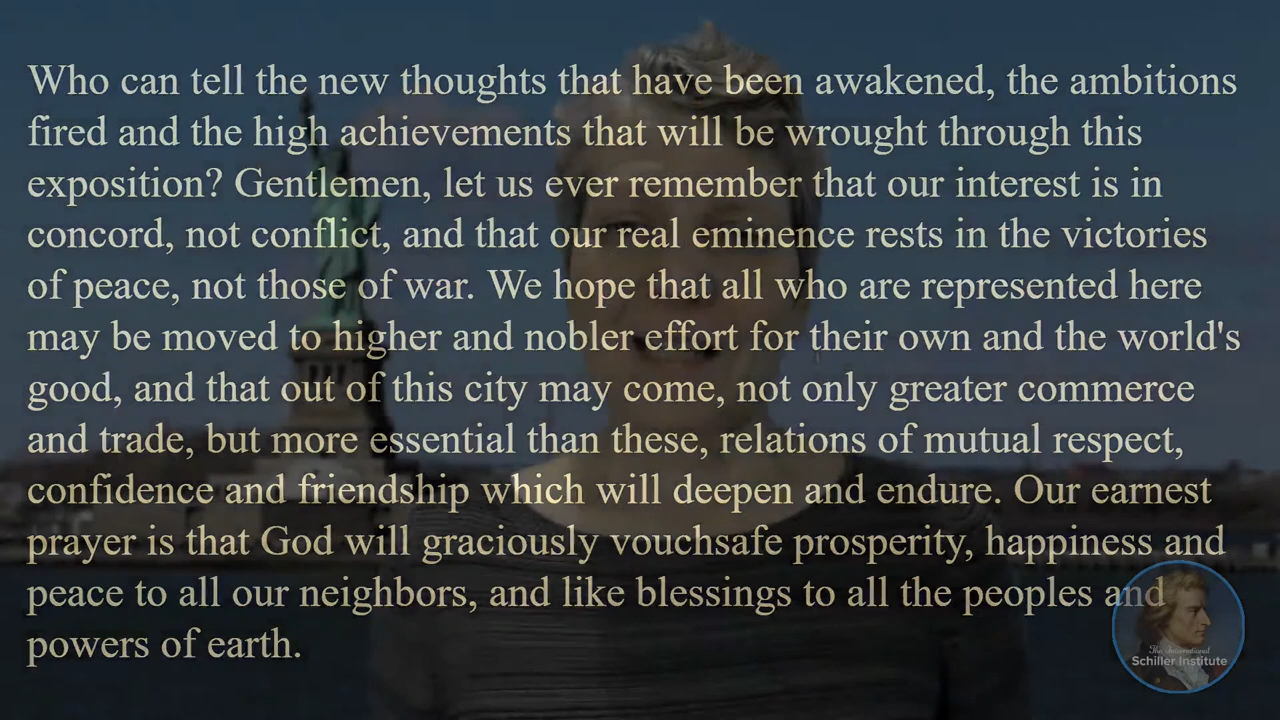 Who can tell the new thoughts that have been awakened, the ambitions
fired and the high achievements that will be wrought through this
exposition? Gentlemen, let us ever remember that our interest is in
concord, not conflict, and that our real eminence rests in the victories
of peace, not those of war. We hope that all who are represented here
may be moved to higher and nobler effort for their own and the world's
good, and that out of this city may come, not only greater commerce
and trade, but more essential than these, relations of mutual respect,
confidence and friendship which will deepen and endure. Our earnest
prayer is that God will graciously vouchsafe prosperity, happiness and
peace to all our neighbors, and like blessings to all the peoples and
powers of earth.
The International
Schiller Institute